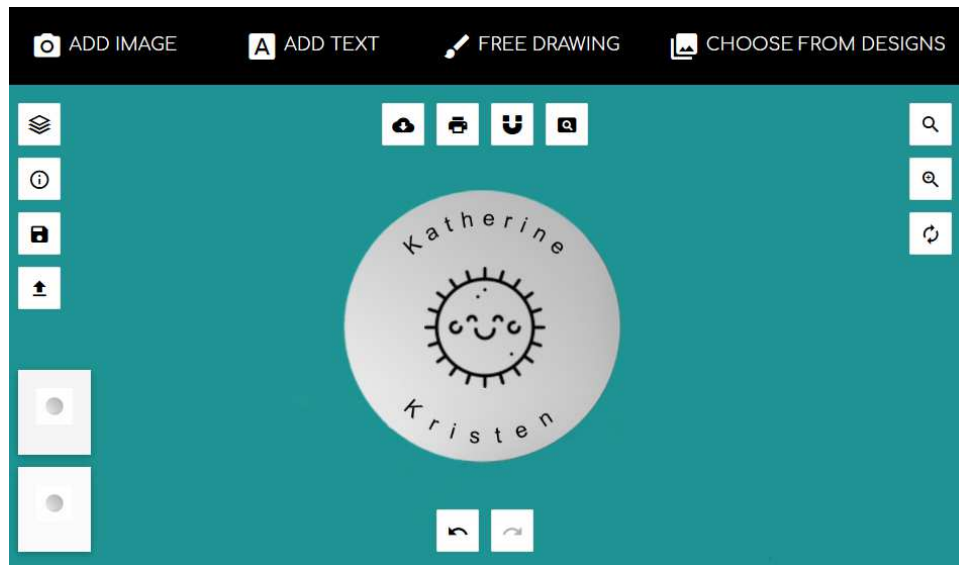 ADD IMAGE
A ADD TEXT
FREE DRAWING
CHOOSE FROM DESIGNS
Katherine
Kristen